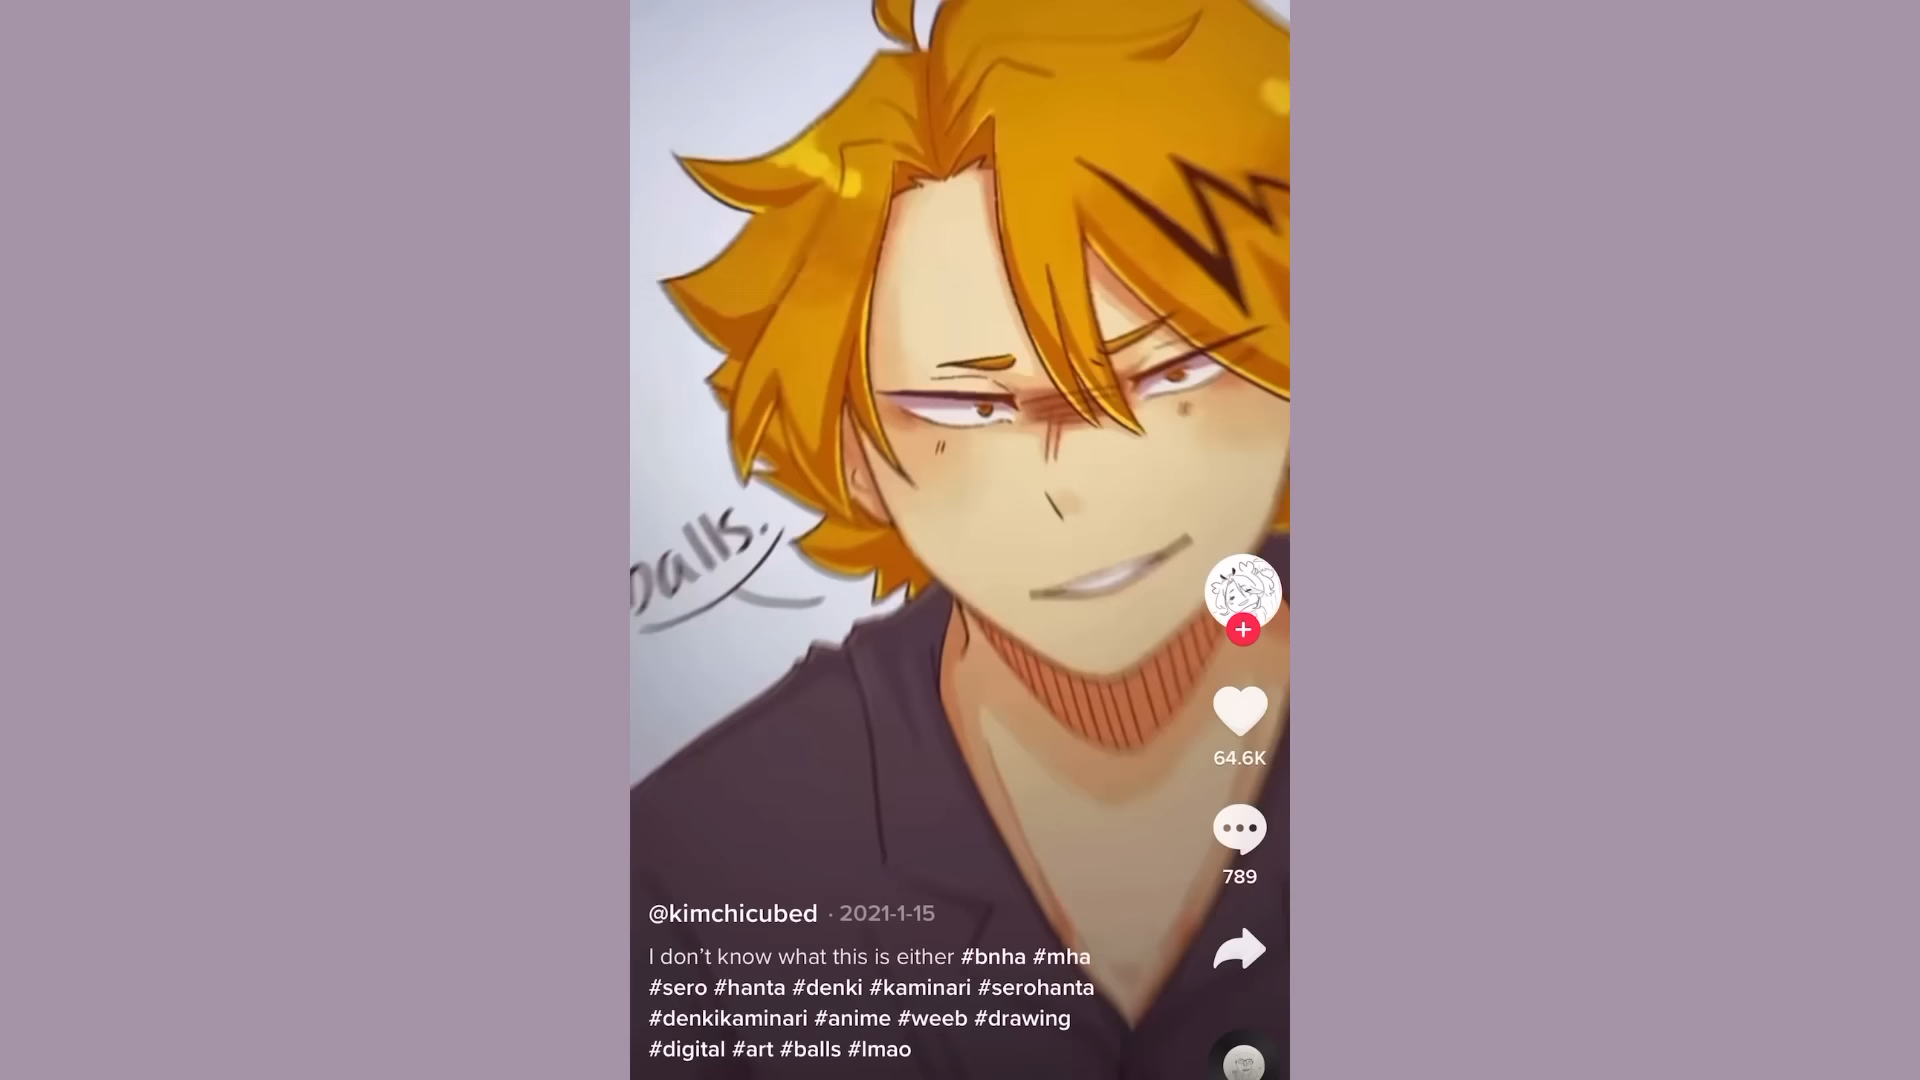 balls.
64.6K
789
@kimchicubed · 2021-1-15
I don’t know what this is either #bnha #mha
#sero #hanta #denki #kaminari #serohanta
#denkikaminari #anime #weeb #drawing
#digital #art #balls #lmao